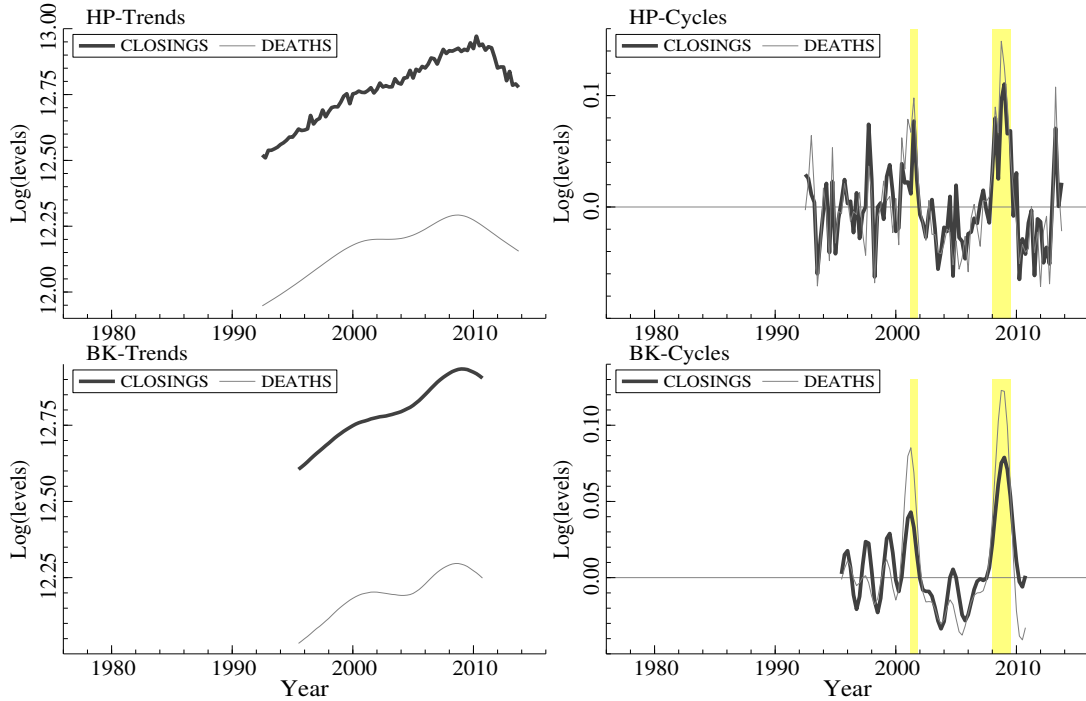 HP-Trends
CLOSINGS DEATHS
Log(levels)
13.00
12.75
12.50
12.25
12.00
1980 1990 2000 2010
HP-Cycles
CLOSINGS DEATHS
Log(levels)
0.1
0.0
1980 1990 2000 2010
BK-Trends
CLOSINGS DEATHS
Log(levels)
12.75
12.50
12.25
1980 1990 2000 2010
Year
BK-Cycles
CLOSINGS DEATHS
Log(levels)
0.10
0.05
0.00
1980 1990 2000 2010
Year